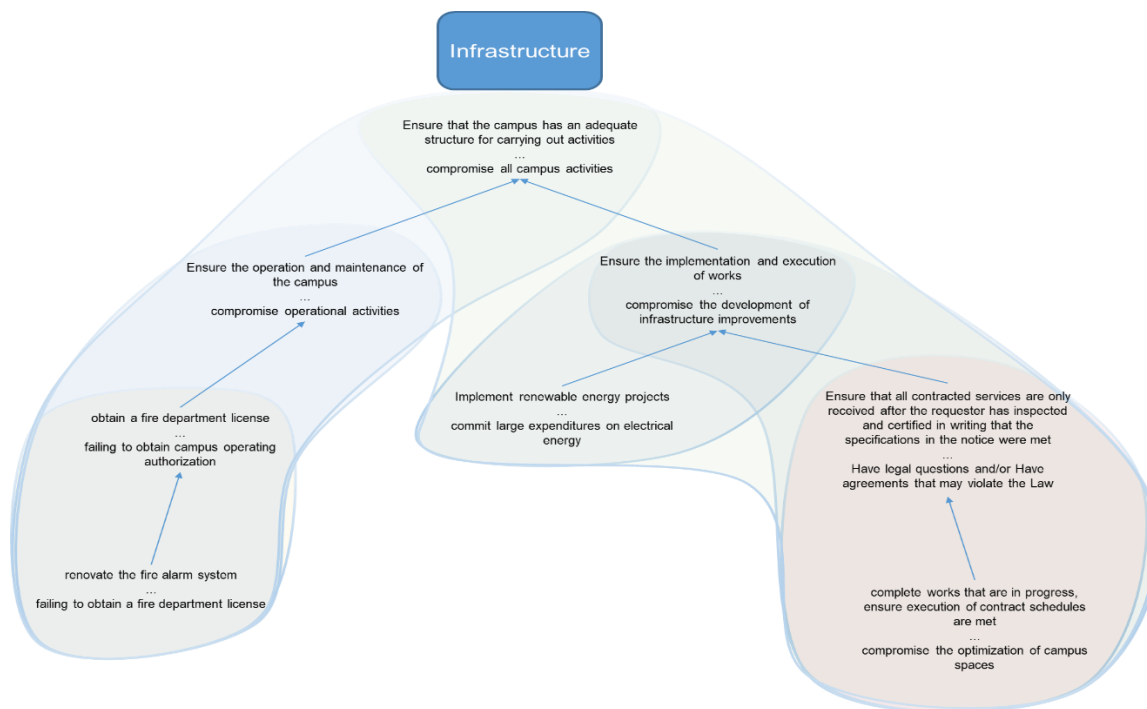 Infrastructure
Ensure that the campus has an adequate
structure for carrying out activities
...
compromise all campus activities
Ensure the operation and maintenance of
the campus
...
compromise operational activities
Ensure the implementation and execution
of works
...
compromise the development of
infrastructure improvements
obtain a fire department license
...
failing to obtain campus operating
authorization
Implement renewable energy projects
...
commit large expenditures on electrical
energy
Ensure that all contracted services are only
received after the requester has inspected
and certified in writing that the
specifications in the notice were met
...
Have legal questions and/or Have
agreements that may violate the Law
renovate the fire alarm system
...
failing to obtain a fire department license
complete works that are in progress,
ensure execution of contract schedules
are met
...
compromise the optimization of campus
spaces